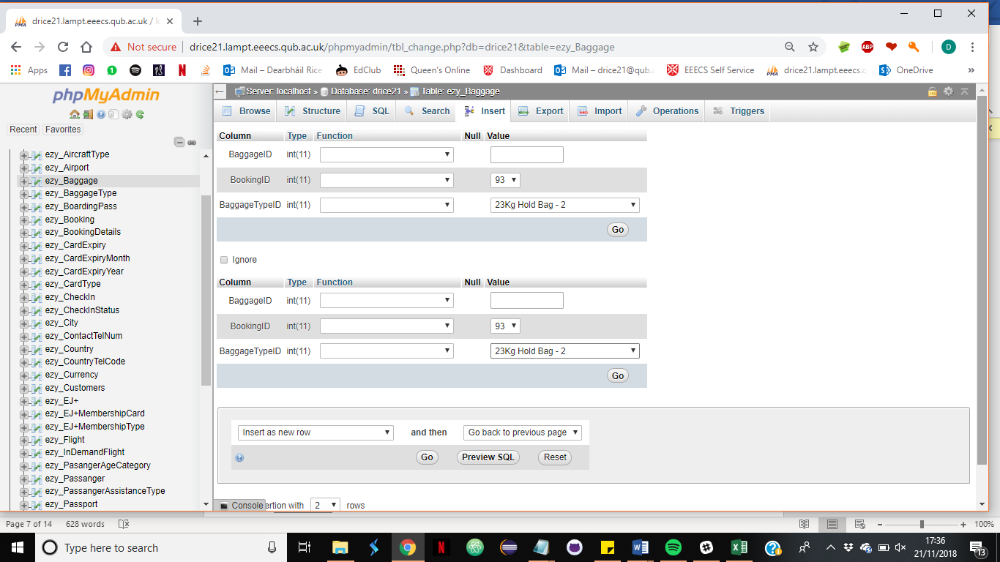 drice21.lampt.eeecs.qub.ac.uk / lo
Not secure drice21.lampt.eeecs.qub.ac.uk/phpmyadmin/tbl_change.php?db=drice21&table=ezy_Baggage ABP D
Apps Mail – Dearbháil Rice EdClub Queen's Online Dashboard Mail – drice21@qub. EEECS Self Service drice21.lampt.eeecs. OneDrive »
phpMyAdmin
Recent Favorites
ezy_AircraftType
ezy_Airport
ezy_Baggage
ezy_BaggageType
ezy_BoardingPass
ezy_Booking
ezy_BookingDetails
ezy_CardExpiry
ezy_CardExpiryMonth
ezy_CardExpiryYear
ezy_CardType
ezy_CheckIn
ezy_CheckInStatus
ezy_City
ezy_ContactTelNum
ezy_Country
ezy_CountryTelCode
ezy_Currency
ezy_Customers
ezy_EJ+
ezy_EJ+MembershipCard
ezy_EJ+MembershipType
ezy_Flight
ezy_InDemandFlight
ezy_PasangerAgeCategory
ezy_Passanger
ezy_PassangerAssistanceType
ezy_Passport
Server: localhost » Database: drice21 » Table: ezy_Baggage
Browse Structure SQL Search Insert Export Import Operations Triggers
Column Type Function Null Value
BaggageID int(11)
BookingID int(11) 93
BaggageTypeID int(11) 23Kg Hold Bag - 2
Go
Ignore
Column Type Function Null Value
BaggageID int(11)
BookingID int(11) 93
BaggageTypeID int(11) 23Kg Hold Bag - 2
Go
Insert as new row and then Go back to previous page
Go Preview SQL Reset
Console ertion with 2 rows
Page 7 of 14 628 words 100%
Type here to search 17:36
21/11/2018 13